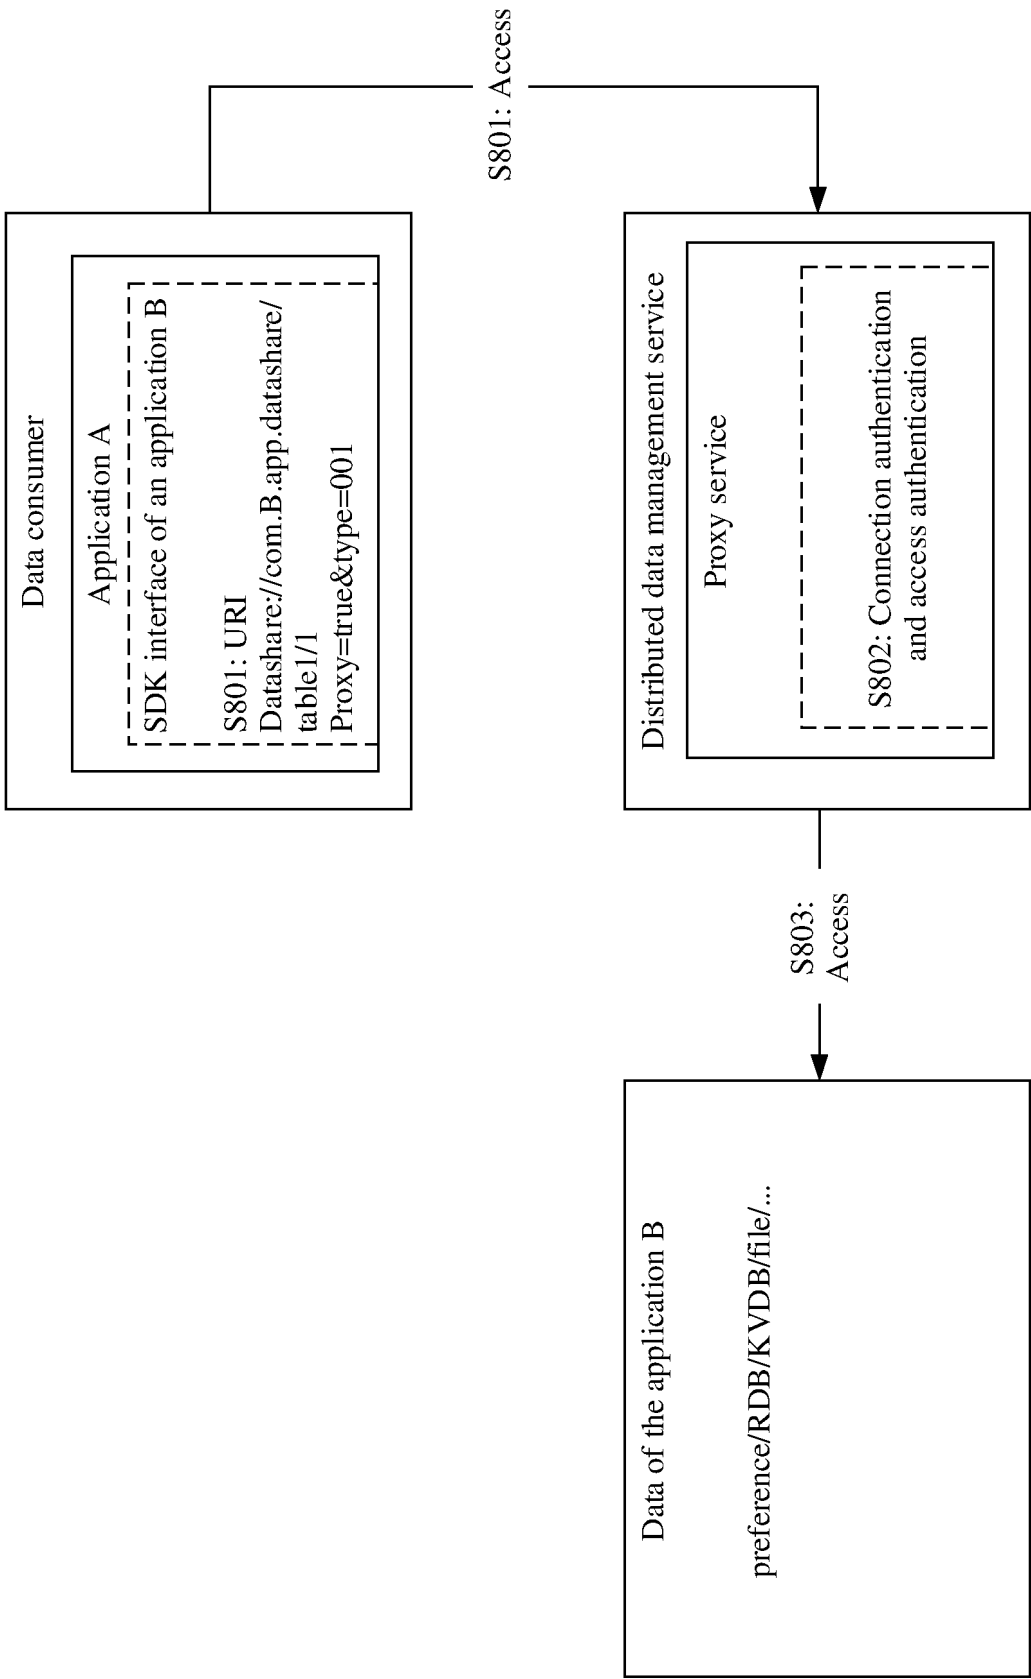 Data consumer
Application A
SDK interface of an application B
S801: URI
Datashare://com.B.app.datashare/
table1/1
Proxy=true&type=001
S801: Access
Distributed data management service
Proxy service
S802: Connection authentication
and access authentication
S803:
Access
Data of the application B
preference/RDB/KVDB/file/...